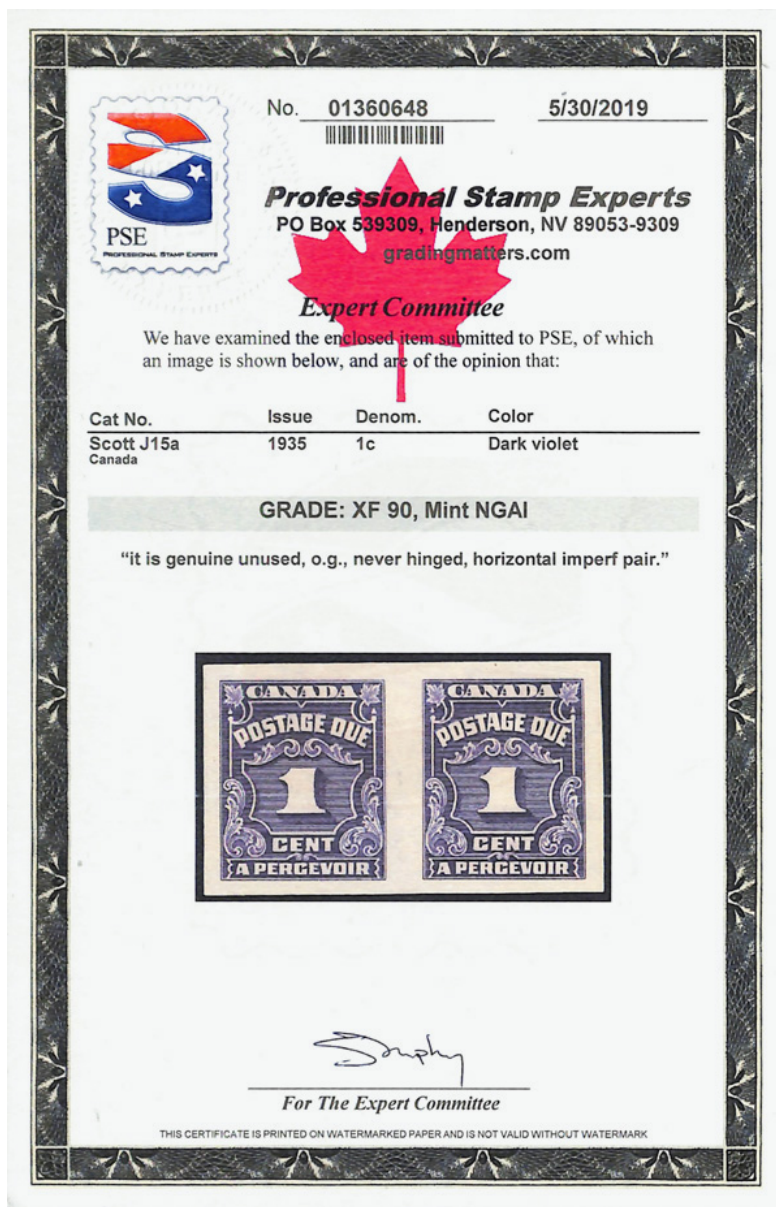 No. 01360648 5/30/2019
PSE
PROFESSIONAL STAMP EXPERTS
Professional Stamp Experts
PO Box 539309, Henderson, NV 89053-9309
gradingmatters.com
Expert Committee
We have examined the enclosed item submitted to PSE, of which
an image is shown below, and are of the opinion that:
Cat No. Issue Denom. Color
Scott J15a 1935 1c Dark violet
Canada
GRADE: XF 90, Mint NGAI
“it is genuine unused, o.g., never hinged, horizontal imperf pair.”
CANADA CANADA
POSTAGE DUE POSTAGE DUE
1 1
CENT CENT
A PERCEVOIR A PERCEVOIR
For The Expert Committee
THIS CERTIFICATE IS PRINTED ON WATERMARKED PAPER AND IS NOT VALID WITHOUT WATERMARK